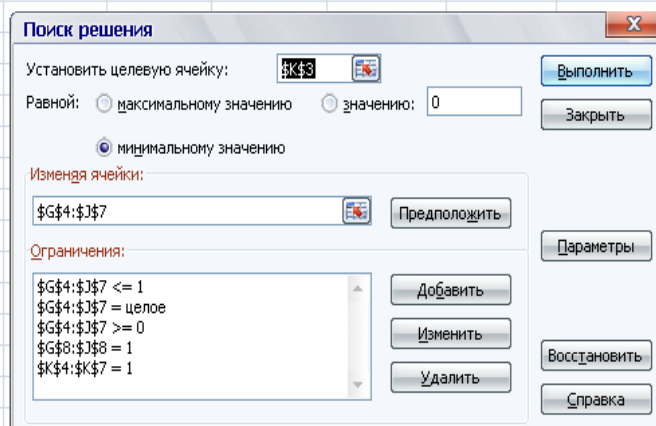 Поиск решения
X
Установить целевую ячейку: $K$3
Выполнить
Равной: максимальному значению значению: 0
Закрыть
минимальному значению
Изменяя ячейки:
$G$4:$J$7
Предположить
Параметры
Ограничения:
$G$4:$J$7 <= 1
$G$4:$J$7 = целое
$G$4:$J$7 >= 0
$G$8:$J$8 = 1
$K$4:$K$7 = 1
Добавить
Изменить
Удалить
Восстановить
Справка